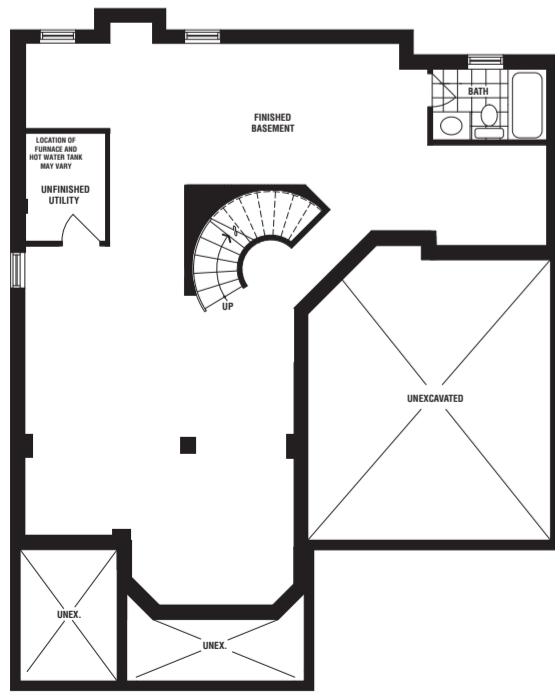 BATH
FINISHED
BASEMENT
LOCATION OF
FURNACE AND
HOT WATER TANK
MAY VARY
UNFINISHED
UTILITY
UP
UNEXCAVATED
UNEX.
UNEX.